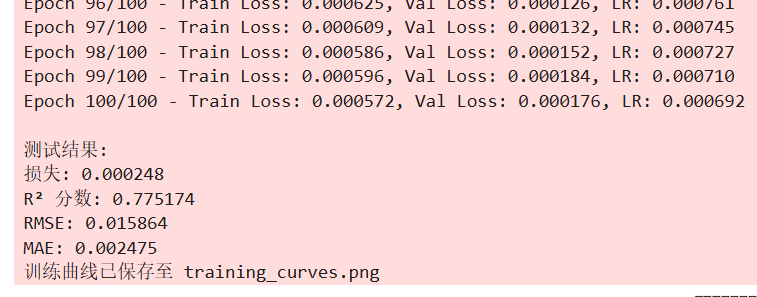 Epoch 96/100 - Train Loss: 0.000625, Val Loss: 0.000126, LR: 0.000761
Epoch 97/100 - Train Loss: 0.000609, Val Loss: 0.000132, LR: 0.000745
Epoch 98/100 - Train Loss: 0.000586, Val Loss: 0.000152, LR: 0.000727
Epoch 99/100 - Train Loss: 0.000596, Val Loss: 0.000184, LR: 0.000710
Epoch 100/100 - Train Loss: 0.000572, Val Loss: 0.000176, LR: 0.000692
测试结果:
损失: 0.000248
R² 分数: 0.775174
RMSE: 0.015864
MAE: 0.002475
训练曲线已保存至 training_curves.png